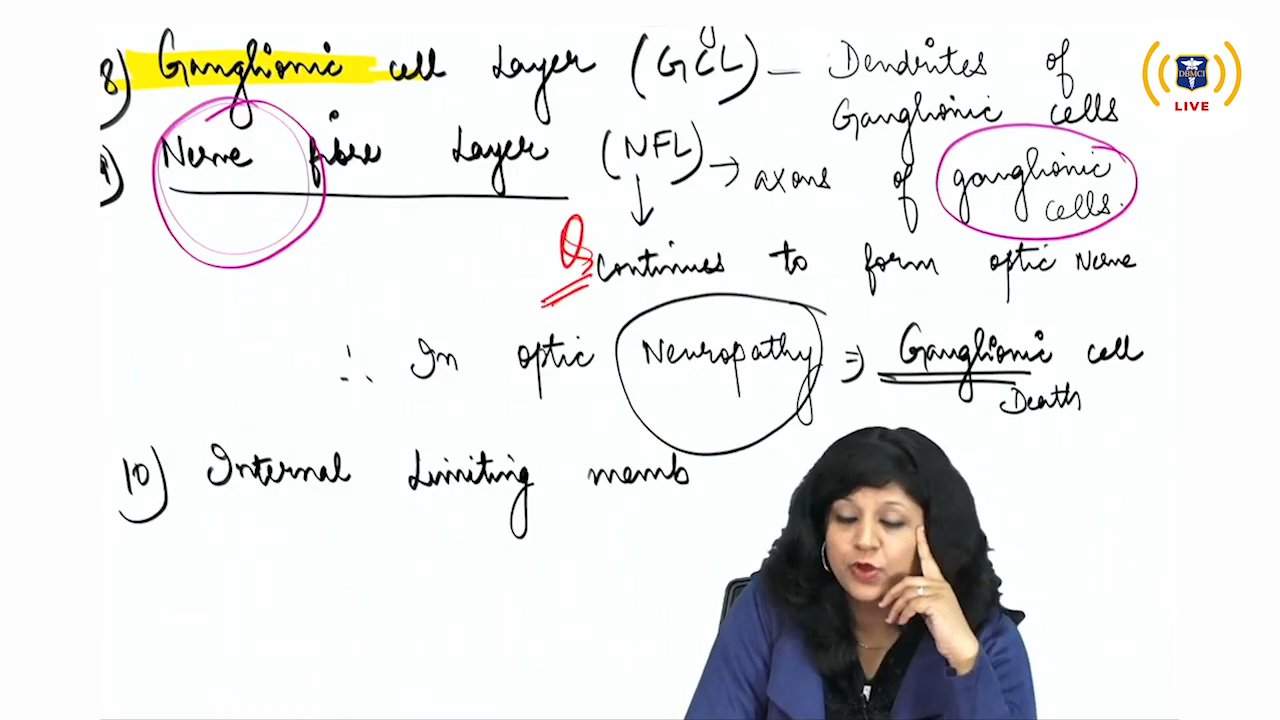 8) Ganglionic cell Layer (GCL) – Dendrites of
Ganglionic cells
9) Nerve fibre Layer (NFL) → axons of ganglionic
cells.
Q continues to form optic Nerve
∴ In optic Neuropathy ⇒ Ganglionic cell
Death
10) Internal Limiting memb
DBMCI
LIVE